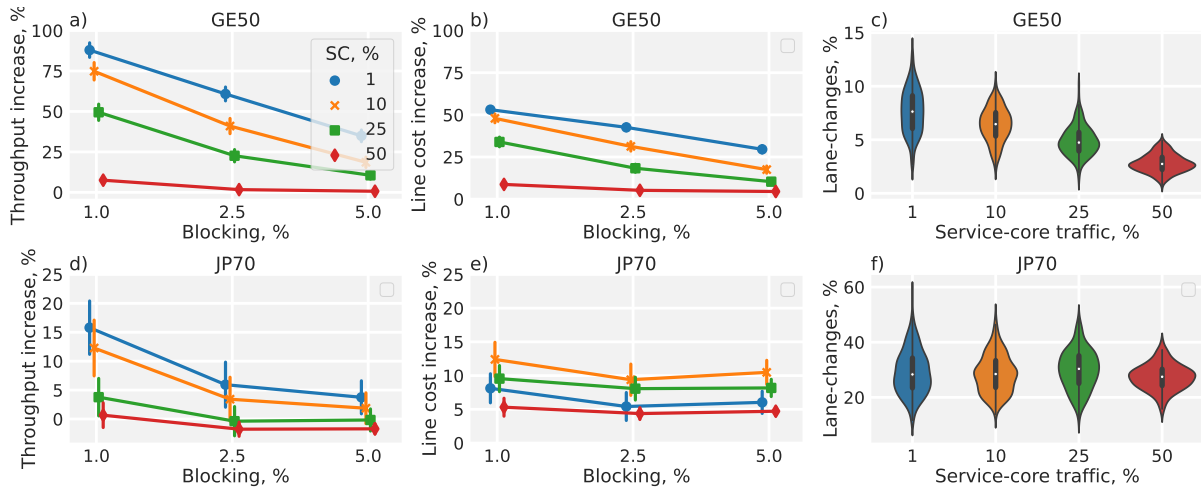 a) GE50
Throughput increase, %
100
75
50
25
0
SC, %
1
10
25
50
1.0 2.5 5.0
Blocking, %
b) GE50
Line cost increase, %
100
75
50
25
0
1.0 2.5 5.0
Blocking, %
c) GE50
Lane-changes, %
15
10
5
0
1 10 25 50
Service-core traffic, %
d) JP70
Throughput increase, %
25
20
15
10
5
0
1.0 2.5 5.0
Blocking, %
e) JP70
Line cost increase, %
25
20
15
10
5
0
1.0 2.5 5.0
Blocking, %
f) JP70
Lane-changes, %
60
40
20
1 10 25 50
Service-core traffic, %